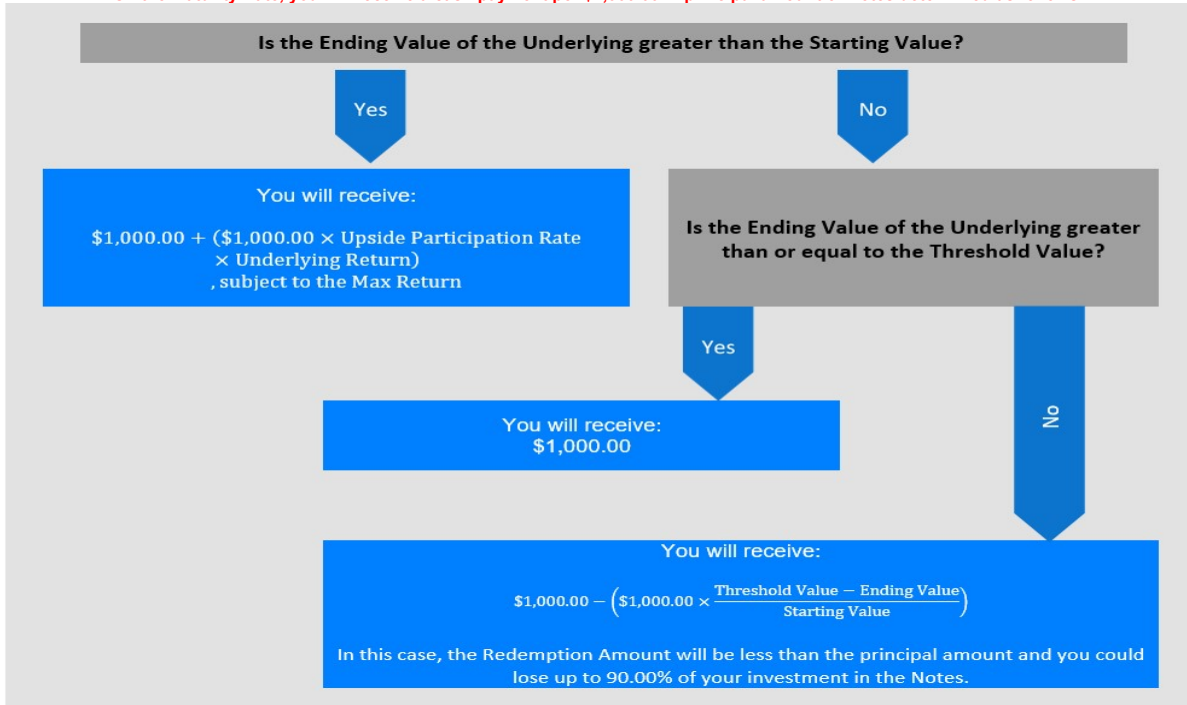 Is the Ending Value of the Underlying greater than the Starting Value?
Yes
No
You will receive:
$1,000.00 + ($1,000.00 × Upside Participation Rate
× Underlying Return)
, subject to the Max Return
Is the Ending Value of the Underlying greater
than or equal to the Threshold Value?
Yes
No
You will receive:
$1,000.00
You will receive:
$1,000.00 − ($1,000.00 × Threshold Value − Ending Value
Starting Value)
In this case, the Redemption Amount will be less than the principal amount and you could
lose up to 90.00% of your investment in the Notes.